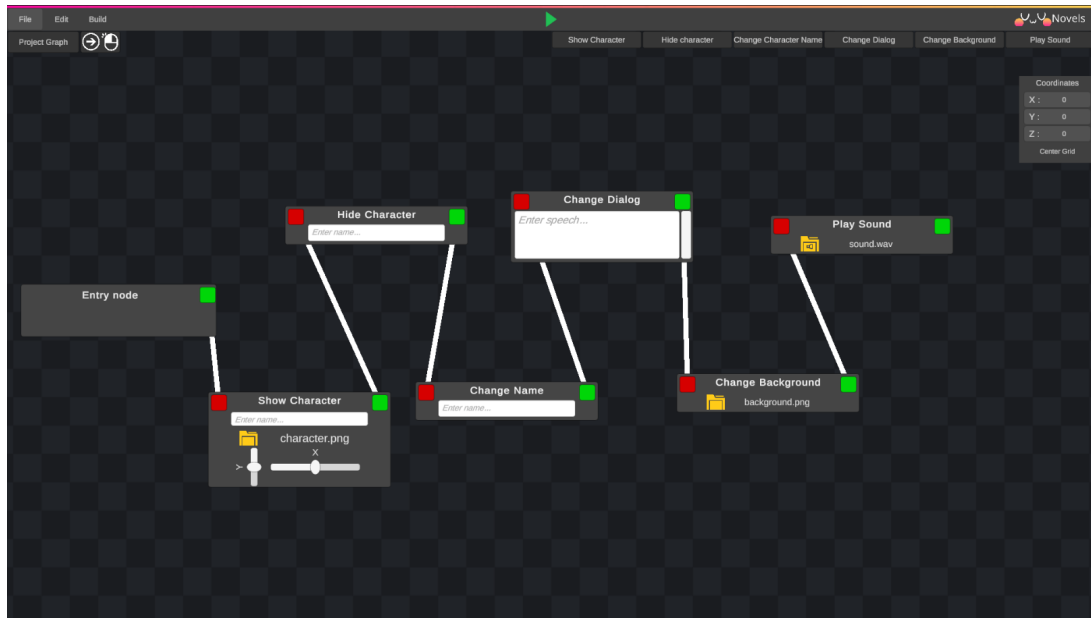 File Edit Build
UwU Novels
Project Graph
Show Character Hide character Change Character Name Change Dialog Change Background Play Sound
Coordinates
X : 0
Y : 0
Z : 0
Center Grid
Entry node
Show Character
Enter name...
character.png
X
Y
Hide Character
Enter name...
Change Name
Enter name...
Change Dialog
Enter speech...
Change Background
background.png
Play Sound
sound.wav